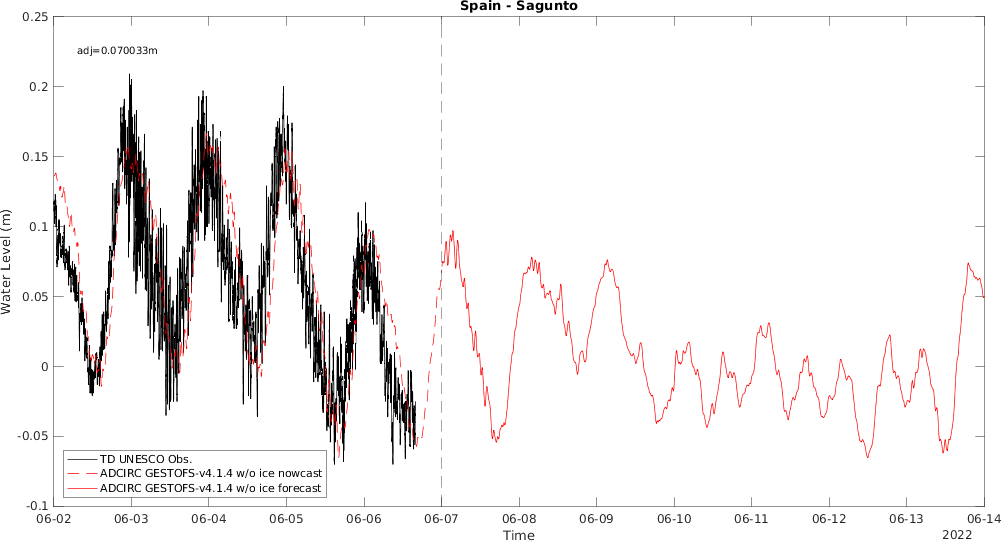 Spain - Sagunto
adj=0.070033m
0.25
0.2
0.15
0.1
0.05
0
-0.05
-0.1
Water Level (m)
TD UNESCO Obs.
ADCIRC GESTOFS-v4.1.4 w/o ice nowcast
ADCIRC GESTOFS-v4.1.4 w/o ice forecast
06-02 06-03 06-04 06-05 06-06 06-07 06-08 06-09 06-10 06-11 06-12 06-13 06-14
Time
2022